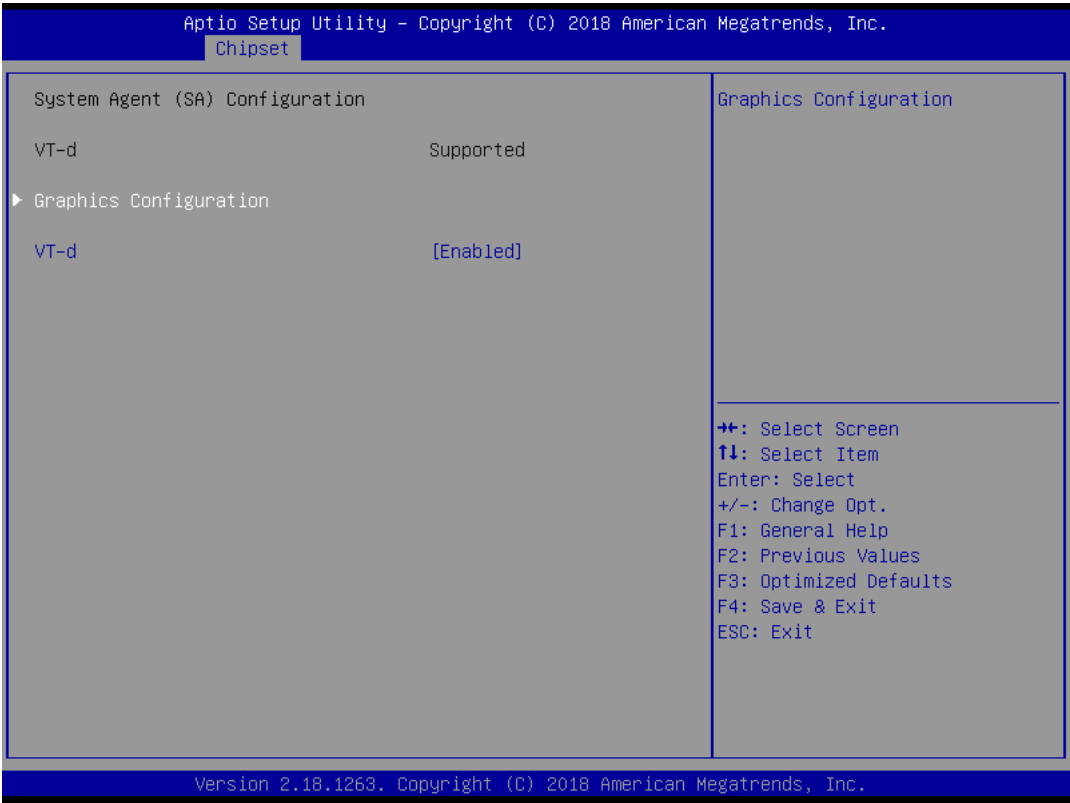 Aptio Setup Utility – Copyright (C) 2018 American Megatrends, Inc.
Chipset
System Agent (SA) Configuration
VT-d Supported
▶ Graphics Configuration
VT-d [Enabled]
Graphics Configuration
→←: Select Screen
↑↓: Select Item
Enter: Select
+/-: Change Opt.
F1: General Help
F2: Previous Values
F3: Optimized Defaults
F4: Save & Exit
ESC: Exit
Version 2.18.1263. Copyright (C) 2018 American Megatrends, Inc.